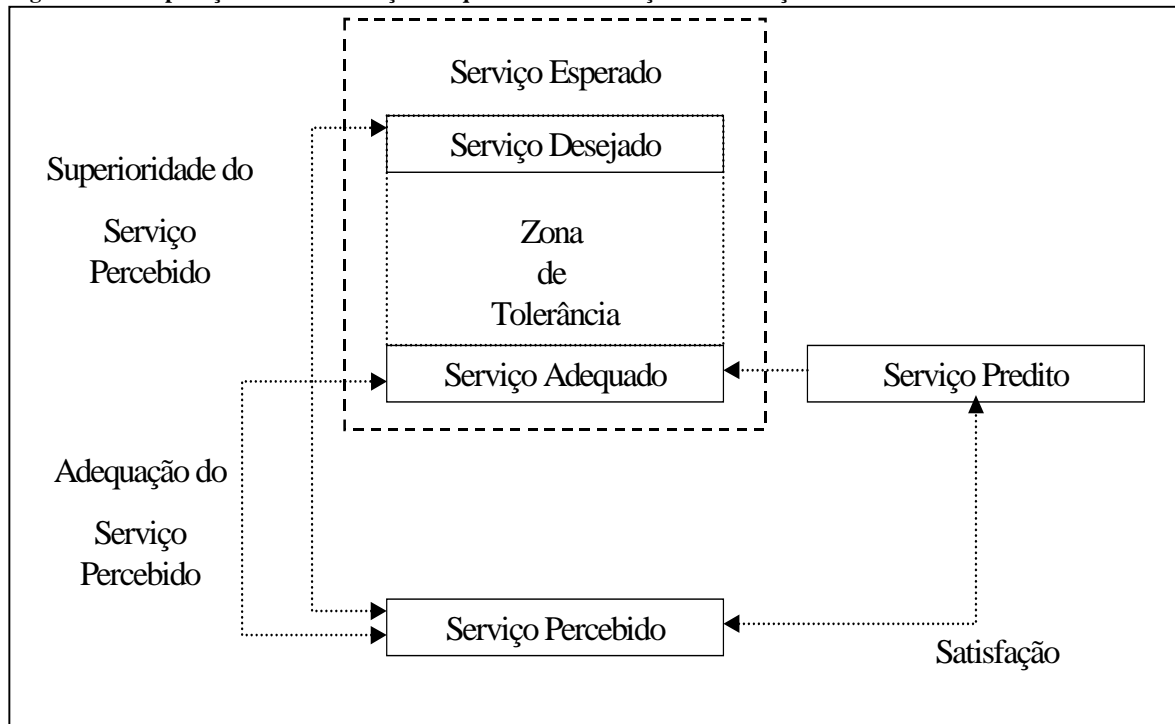 Serviço Esperado
Serviço Desejado
Superioridade do
Serviço
Percebido
Zona
de
Tolerância
Serviço Adequado
Serviço Predito
Adequação do
Serviço
Percebido
Serviço Percebido
Satisfação